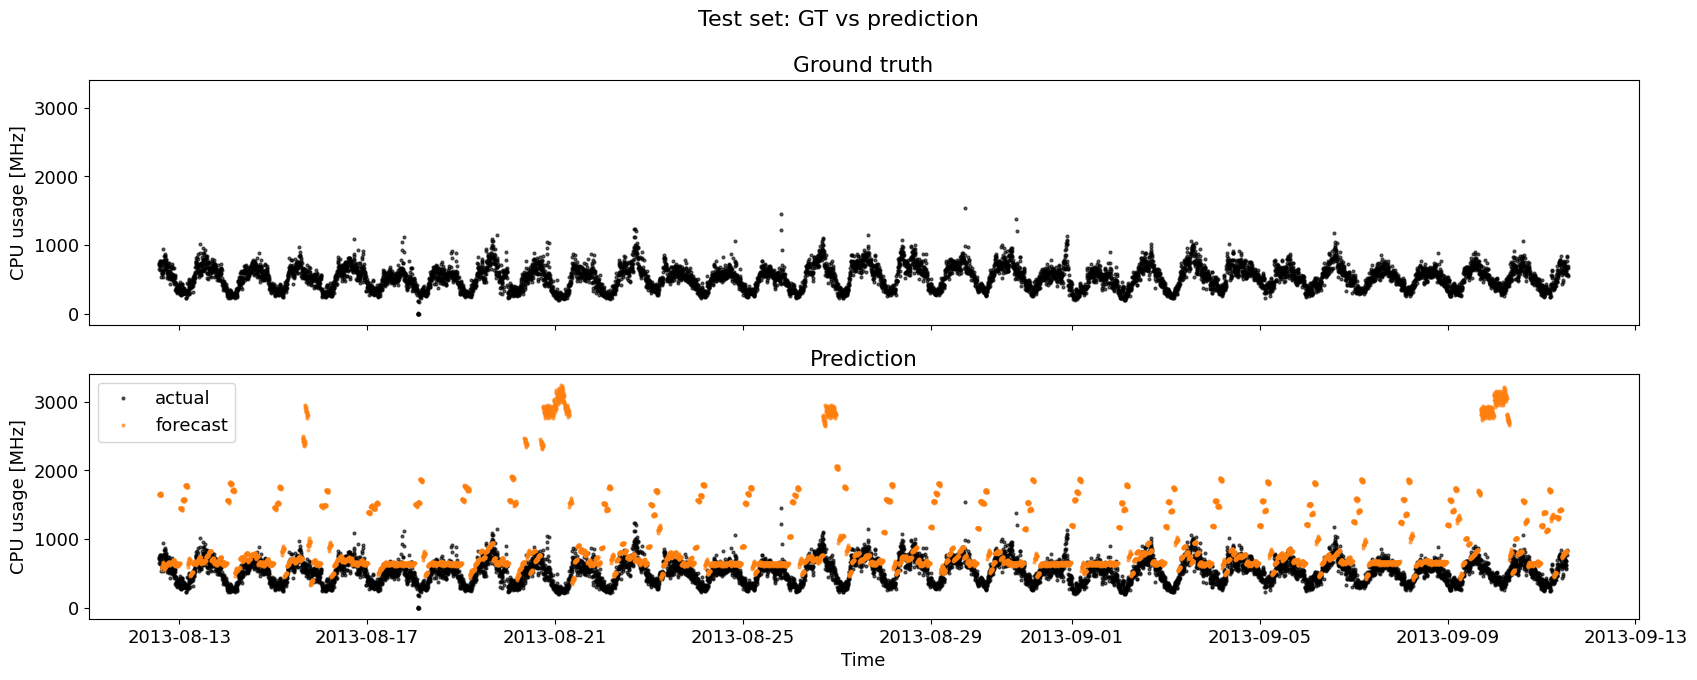 Test set: GT vs prediction
Ground truth
CPU usage [MHz]
3000
2000
1000
0
Prediction
CPU usage [MHz]
3000
2000
1000
0
actual
forecast
2013-08-13 2013-08-17 2013-08-21 2013-08-25 2013-08-29 2013-09-01 2013-09-05 2013-09-09 2013-09-13
Time